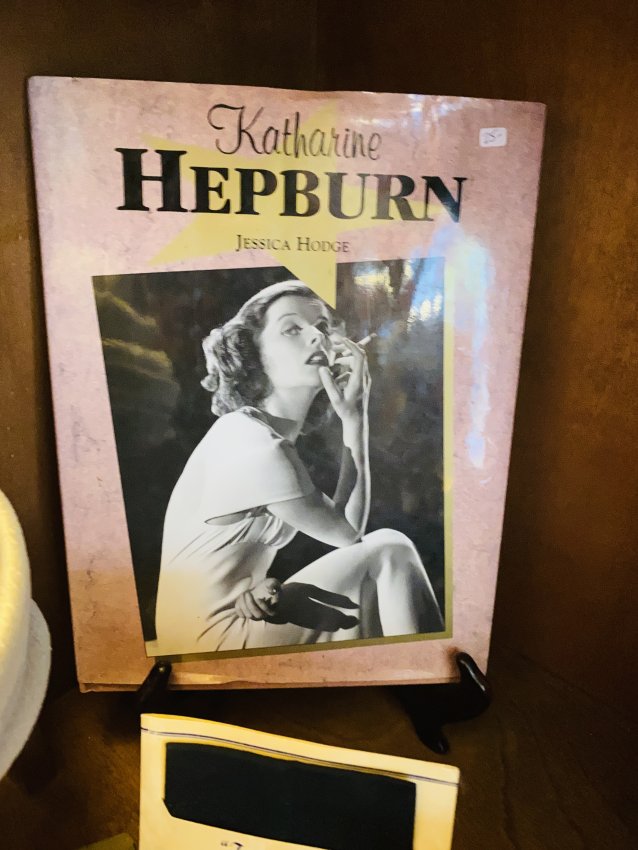 Katharine
HEPBURN
JESSICA HODGE